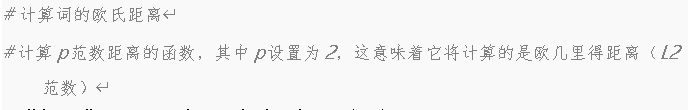 #计算词的欧氏距离↵
#计算p范数距离的函数，其中p设置为2，这意味着它将计算的是欧几里得距离（L2
范数）↵